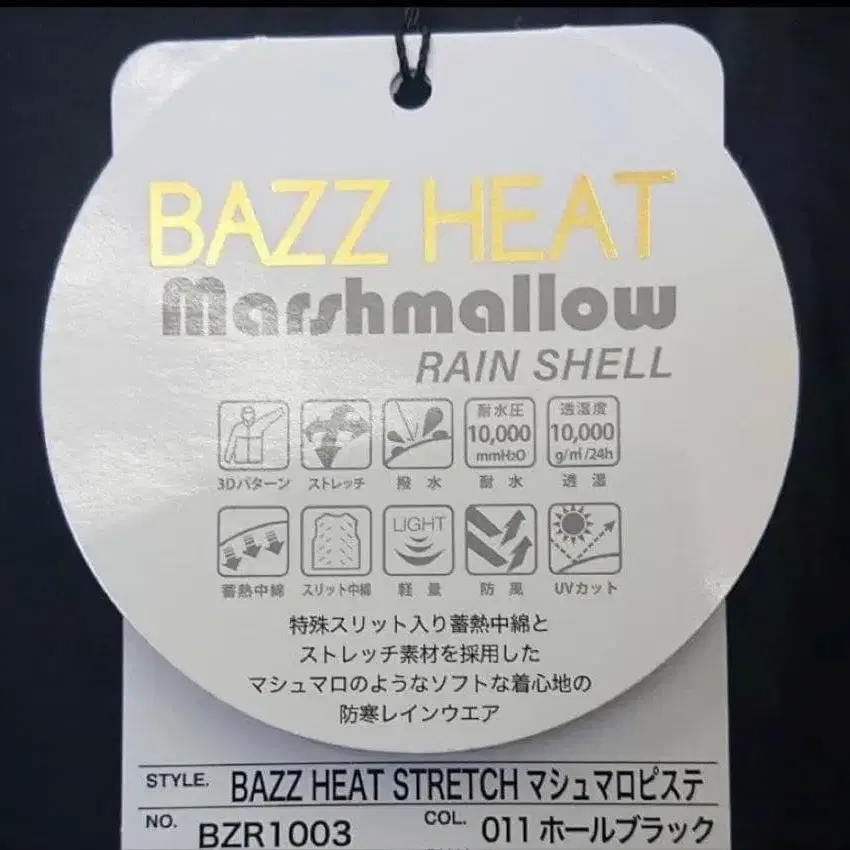 BAZZ HEAT
Marshmallow
RAIN SHELL
耐水圧 透湿度
10,000 10,000
mmH2O g/㎡/24h
3Dパターン ストレッチ 撥水 耐水 透湿
LIGHT
蓄熱中綿 スリット中綿 軽量 防風 UVカット
特殊スリット入り蓄熱中綿と
ストレッチ素材を採用した
マシュマロのようなソフトな着心地の
防寒レインウエア
STYLE. BAZZ HEAT STRETCH マシュマロピステ
NO. BZR1003 COL. 011 ホールブラック